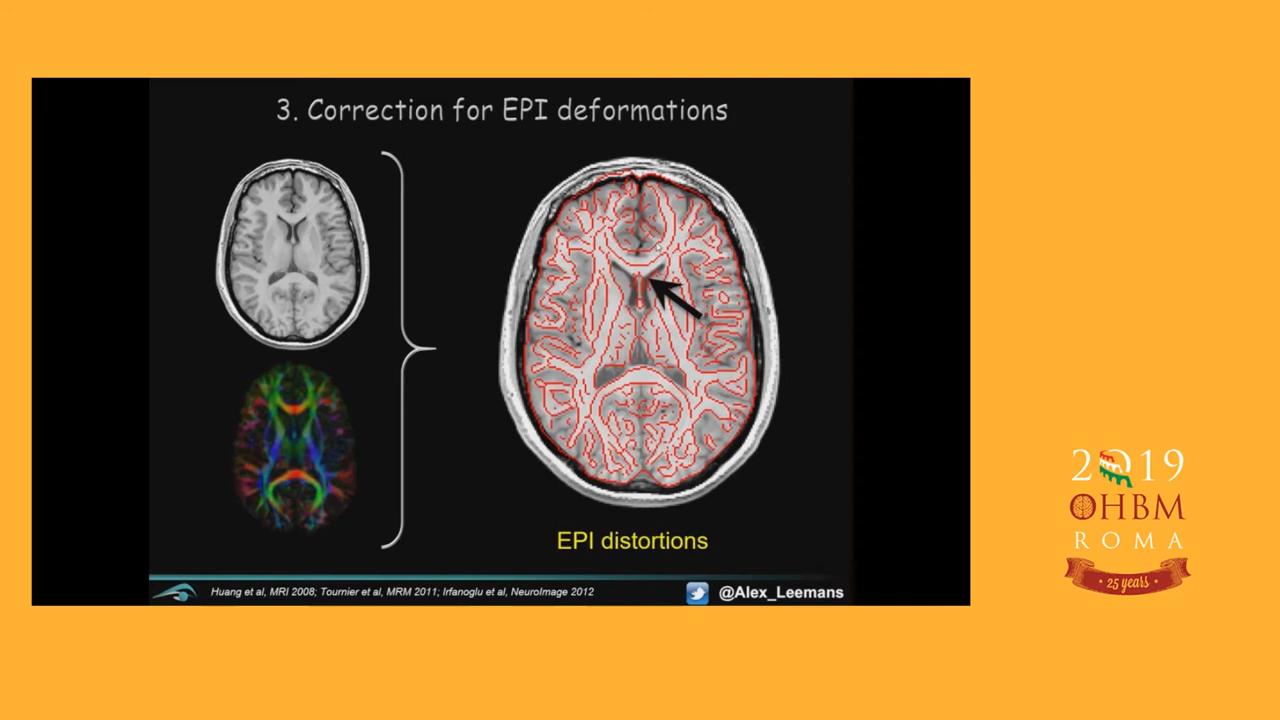 3. Correction for EPI deformations
EPI distortions
Huang et al, MRI 2008; Tournier et al, MRM 2011; Irfanoglu et al, NeuroImage 2012
@Alex_Leemans
2019
OHBM
ROMA
• 25 years •